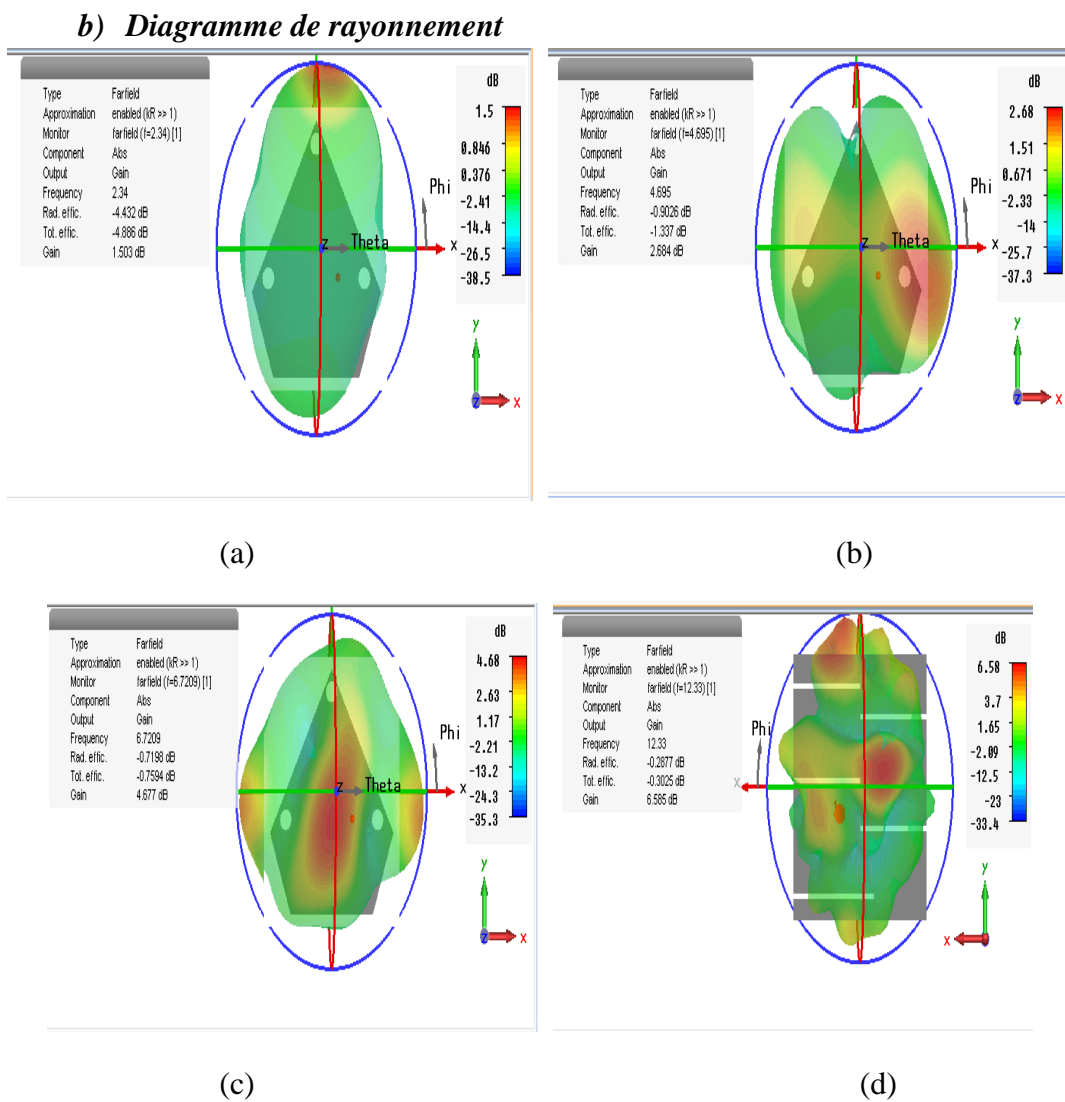 b) Diagramme de rayonnement
Type Farfield
Approximation enabled (kR >> 1)
Monitor farfield (f=2.34) [1]
Component Abs
Output Gain
Frequency 2.34
Rad. effic. -4.432 dB
Tot. effic. -4.886 dB
Gain 1.503 dB
dB
1.5
0.846
0.376
-2.41
-14.4
-26.5
-38.5
Phi
z Theta
x
y
z x
(a)
Type Farfield
Approximation enabled (kR >> 1)
Monitor farfield (f=4.695) [1]
Component Abs
Output Gain
Frequency 4.695
Rad. effic. -0.9026 dB
Tot. effic. -1.337 dB
Gain 2.684 dB
dB
2.68
1.51
0.671
-2.33
-14
-25.7
-37.3
Phi
z Theta
x
y
z x
(b)
Type Farfield
Approximation enabled (kR >> 1)
Monitor farfield (f=6.7209) [1]
Component Abs
Output Gain
Frequency 6.7209
Rad. effic. -0.7198 dB
Tot. effic. -0.7594 dB
Gain 4.677 dB
dB
4.68
2.63
1.17
-2.21
-13.2
-24.3
-35.3
Phi
z Theta
x
y
z x
(c)
Type Farfield
Approximation enabled (kR >> 1)
Monitor farfield (f=12.33) [1]
Component Abs
Output Gain
Frequency 12.33
Rad. effic. -0.2877 dB
Tot. effic. -0.3025 dB
Gain 6.585 dB
dB
6.58
3.7
1.65
-2.09
-12.5
-23
-33.4
Phi
x
y
x
(d)